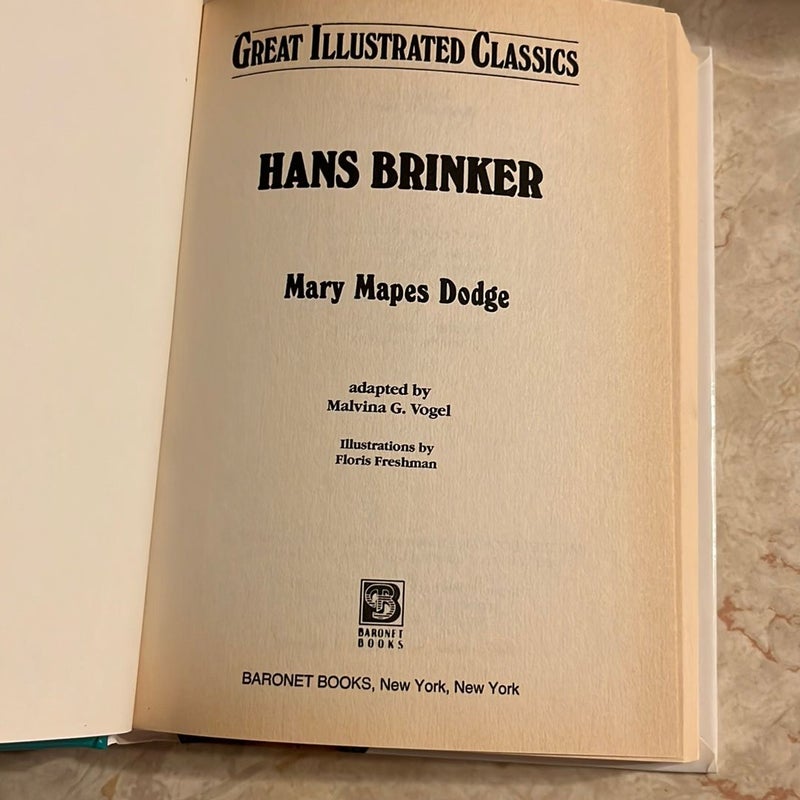 GREAT ILLUSTRATED CLASSICS
HANS BRINKER
Mary Mapes Dodge
adapted by
Malvina G. Vogel
Illustrations by
Floris Freshman
B
BARONET
BOOKS
BARONET BOOKS, New York, New York